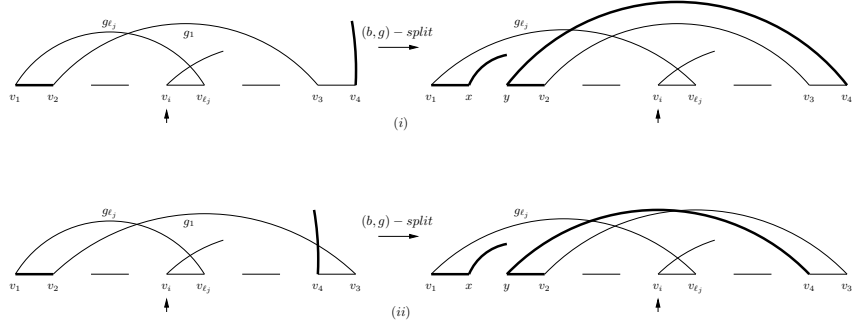 g_{ℓ_j} g_1 (b, g) − split g_{ℓ_j}
v_1 v_2 v_i v_{ℓ_j} v_3 v_4 v_1 x y v_2 v_i v_{ℓ_j} v_3 v_4
(i)
g_{ℓ_j} g_1 (b, g) − split g_{ℓ_j}
v_1 v_2 v_i v_{ℓ_j} v_4 v_3 v_1 x y v_2 v_i v_{ℓ_j} v_4 v_3
(ii)